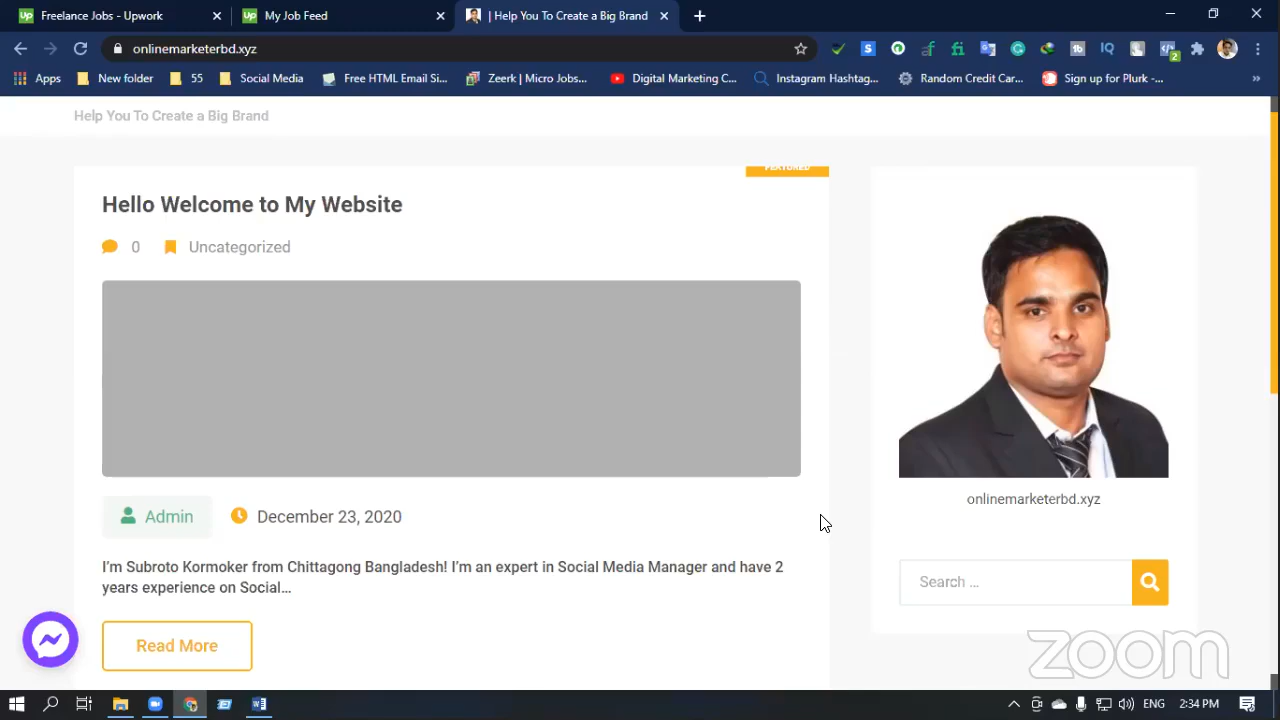 Freelance Jobs - Upwork
My Job Feed
| Help You To Create a Big Brand
onlinemarketerbd.xyz
Apps
New folder
55
Social Media
Free HTML Email Si...
Zeerk | Micro Jobs...
Digital Marketing C...
Instagram Hashtag...
Random Credit Car...
Sign up for Plurk -...
»
Help You To Create a Big Brand
FEATURED
Hello Welcome to My Website
0 Uncategorized
Admin December 23, 2020
I'm Subroto Kormoker from Chittagong Bangladesh! I'm an expert in Social Media Manager and have 2
years experience on Social...
Read More
onlinemarketerbd.xyz
Search ...
zoom
ENG 2:34 PM